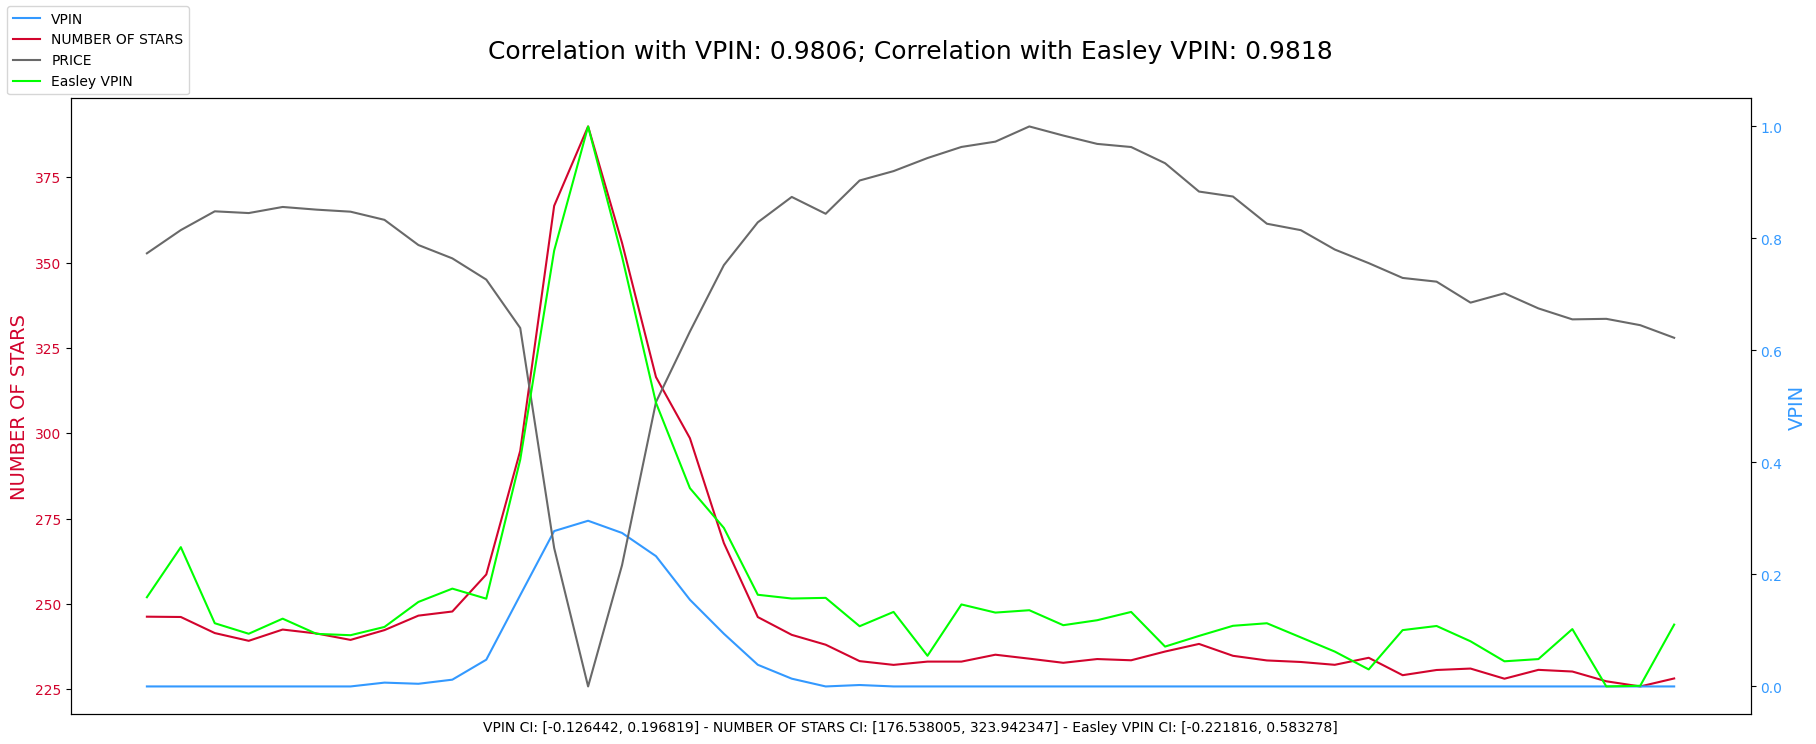 VPIN
NUMBER OF STARS
PRICE
Easley VPIN
Correlation with VPIN: 0.9806; Correlation with Easley VPIN: 0.9818
NUMBER OF STARS
375
350
325
300
275
250
225
1.0
0.8
0.6
0.4
0.2
0.0
VPIN
VPIN CI: [-0.126442, 0.196819] - NUMBER OF STARS CI: [176.538005, 323.942347] - Easley VPIN CI: [-0.221816, 0.583278]